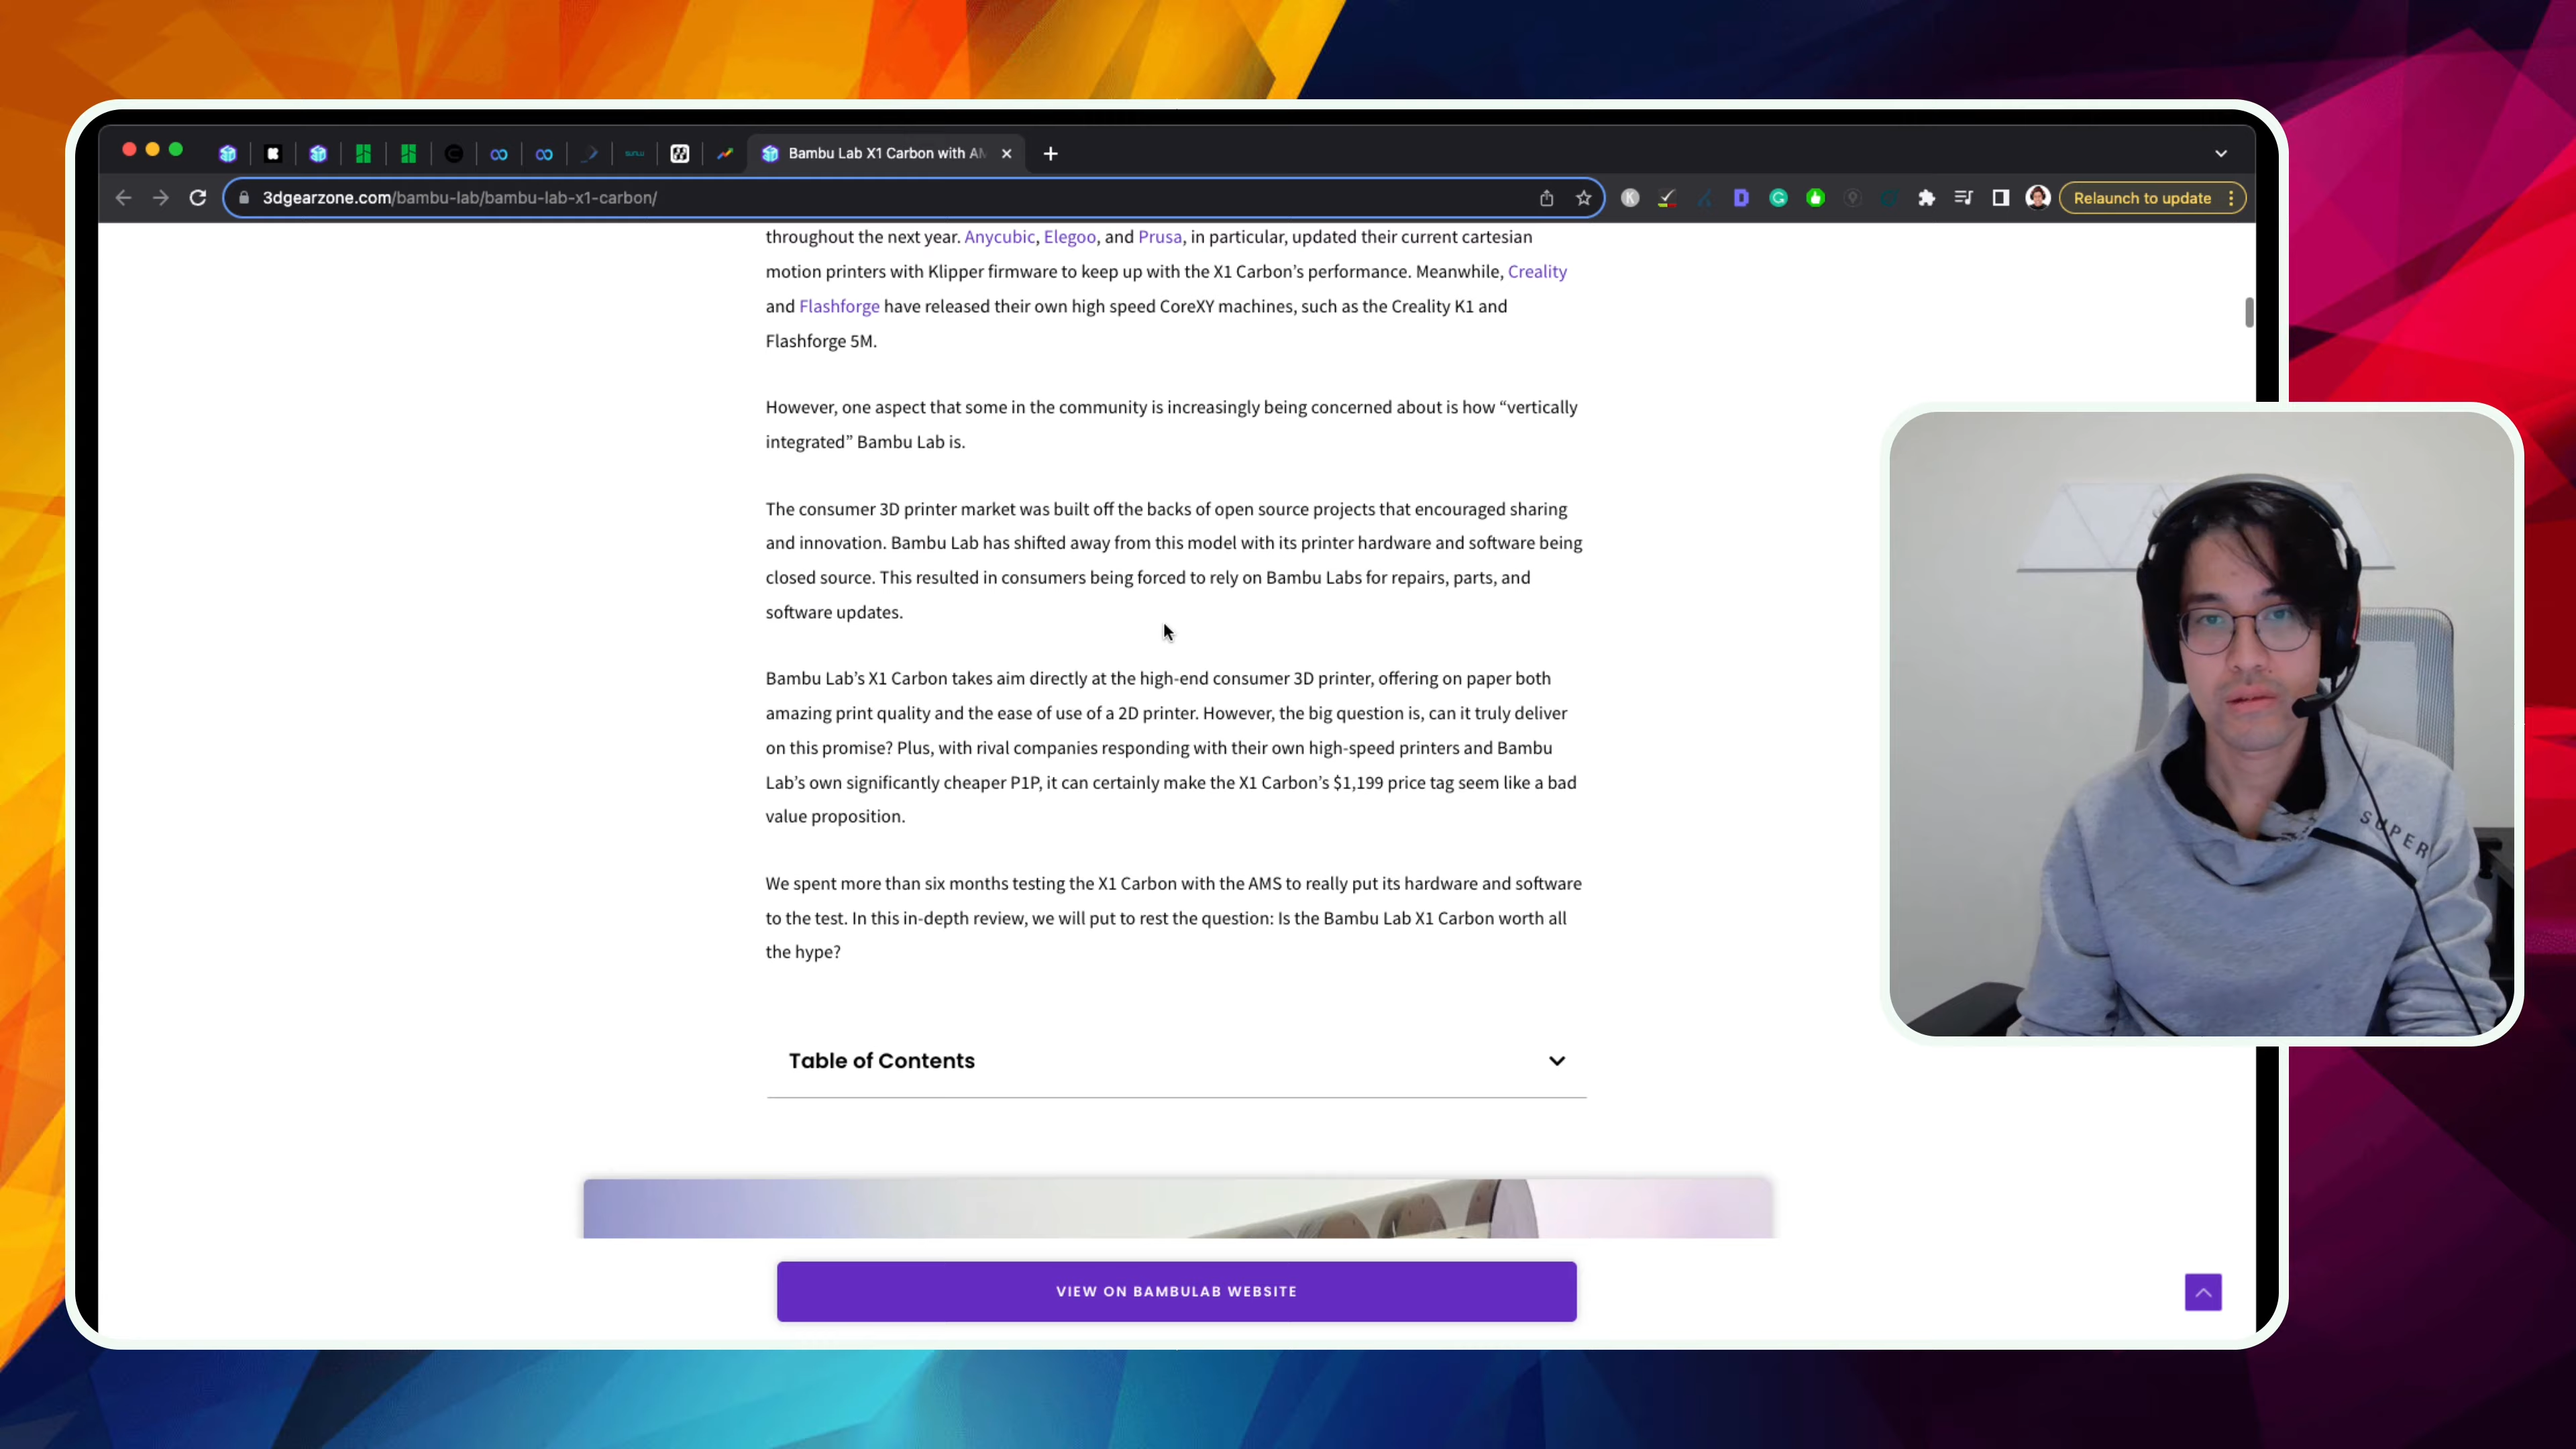 Bambu Lab X1 Carbon with AM
3dgearzone.com/bambu-lab/bambu-lab-x1-carbon/
Relaunch to update
throughout the next year. Anycubic, Elegoo, and Prusa, in particular, updated their current cartesian
motion printers with Klipper firmware to keep up with the X1 Carbon’s performance. Meanwhile, Creality
and Flashforge have released their own high speed CoreXY machines, such as the Creality K1 and
Flashforge 5M.
However, one aspect that some in the community is increasingly being concerned about is how “vertically
integrated” Bambu Lab is.
The consumer 3D printer market was built off the backs of open source projects that encouraged sharing
and innovation. Bambu Lab has shifted away from this model with its printer hardware and software being
closed source. This resulted in consumers being forced to rely on Bambu Labs for repairs, parts, and
software updates.
Bambu Lab’s X1 Carbon takes aim directly at the high-end consumer 3D printer, offering on paper both
amazing print quality and the ease of use of a 2D printer. However, the big question is, can it truly deliver
on this promise? Plus, with rival companies responding with their own high-speed printers and Bambu
Lab’s own significantly cheaper P1P, it can certainly make the X1 Carbon’s $1,199 price tag seem like a bad
value proposition.
We spent more than six months testing the X1 Carbon with the AMS to really put its hardware and software
to the test. In this in-depth review, we will put to rest the question: Is the Bambu Lab X1 Carbon worth all
the hype?
Table of Contents
VIEW ON BAMBULAB WEBSITE
SUPER